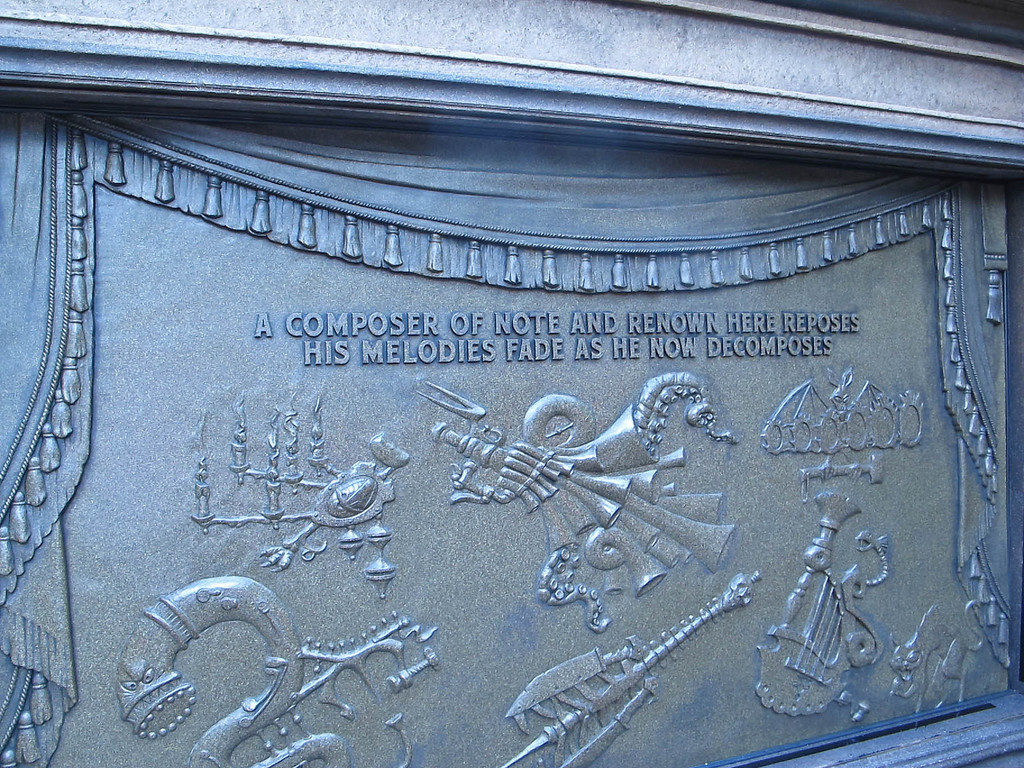 A COMPOSER OF NOTE AND RENOWN HERE REPOSES
HIS MELODIES FADE AS HE NOW DECOMPOSES